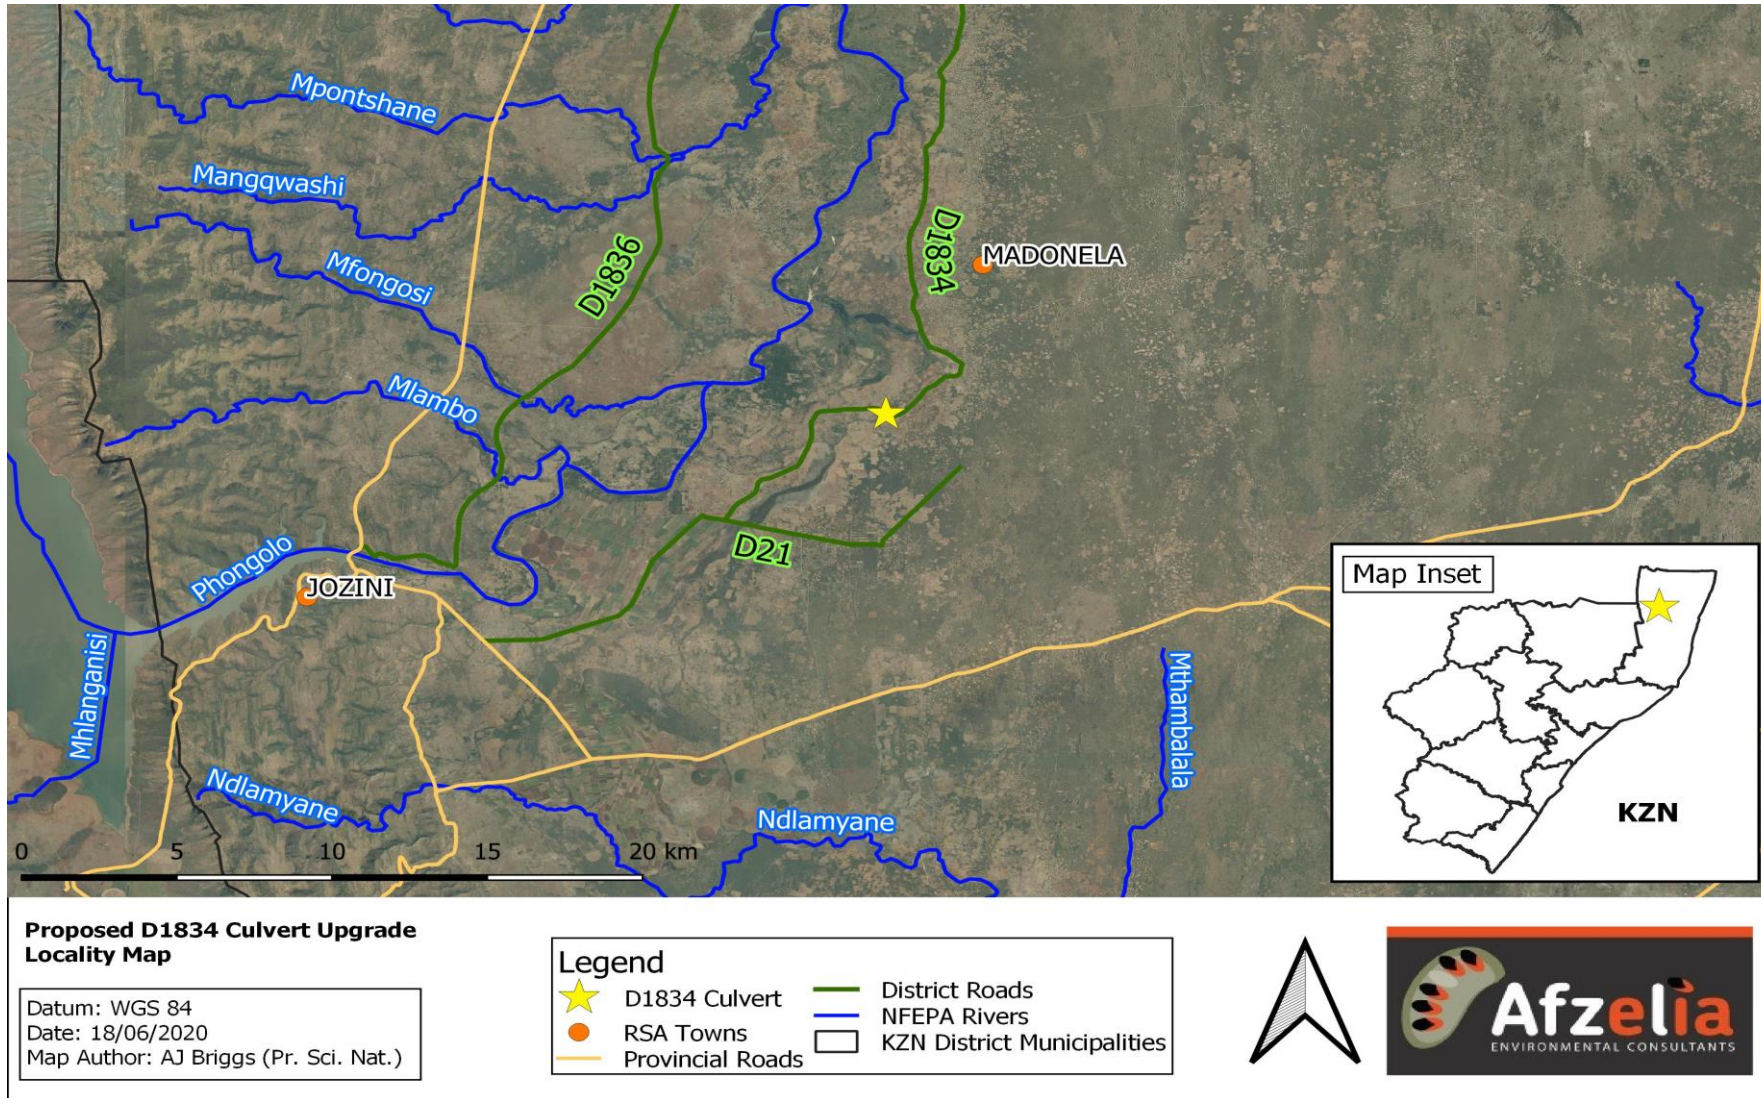 Mpontshane
Mangqwashi
Mfongosi
Mlambo
D1836
D1834
MADONELA
D21
Phongolo
JOZINI
Mhlanganisi
Ndlamyane
Ndlamyane
Mthambalala
0 5 10 15 20 km
Map Inset
KZN
Proposed D1834 Culvert Upgrade
Locality Map
Datum: WGS 84
Date: 18/06/2020
Map Author: AJ Briggs (Pr. Sci. Nat.)
Legend
D1834 Culvert
RSA Towns
Provincial Roads
District Roads
NFEPA Rivers
KZN District Municipalities
Afzelia
ENVIRONMENTAL CONSULTANTS